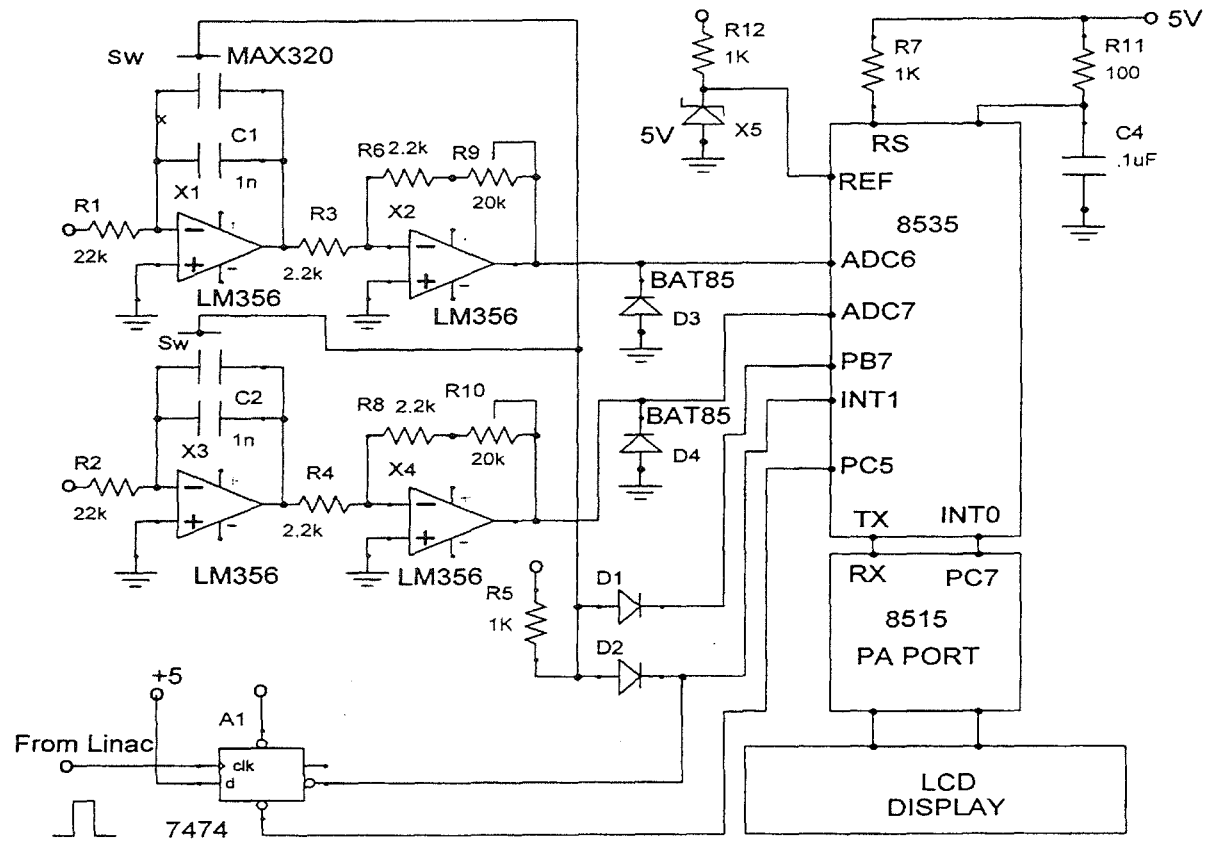 Sw
MAX320
x
C1
1n
X1
R1
22k
+
-
LM356
R3
2.2k
R6
2.2k
R9
20k
X2
LM356
R12
1K
5V
X5
R7
1K
R11
100
5V
C4
.1uF
RS
REF
8535
ADC6
ADC7
PB7
INT1
PC5
TX
INT0
BAT85
D3
BAT85
D4
Sw
C2
1n
X3
R2
22k
LM356
R4
2.2k
R8
2.2k
R10
20k
X4
LM356
R5
1K
D1
D2
RX
PC7
8515
PA PORT
LCD
DISPLAY
+5
A1
From Linac
clk
d
7474